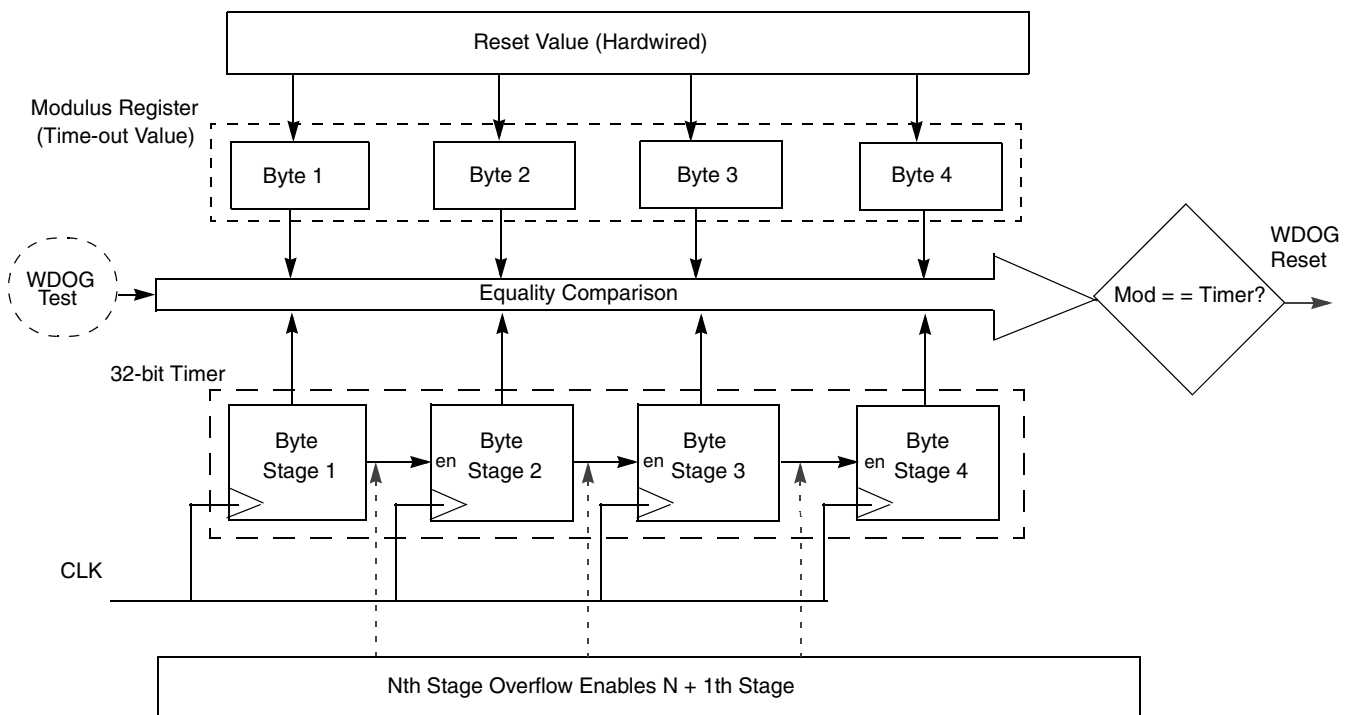 Reset Value (Hardwired)
Modulus Register
(Time-out Value)
Byte 1
Byte 2
Byte 3
Byte 4
WDOG
Test
Equality Comparison
Mod = = Timer?
WDOG
Reset
32-bit Timer
Byte
Stage 1
en
Byte
Stage 2
en
Byte
Stage 3
en
Byte
Stage 4
CLK
Nth Stage Overflow Enables N + 1th Stage